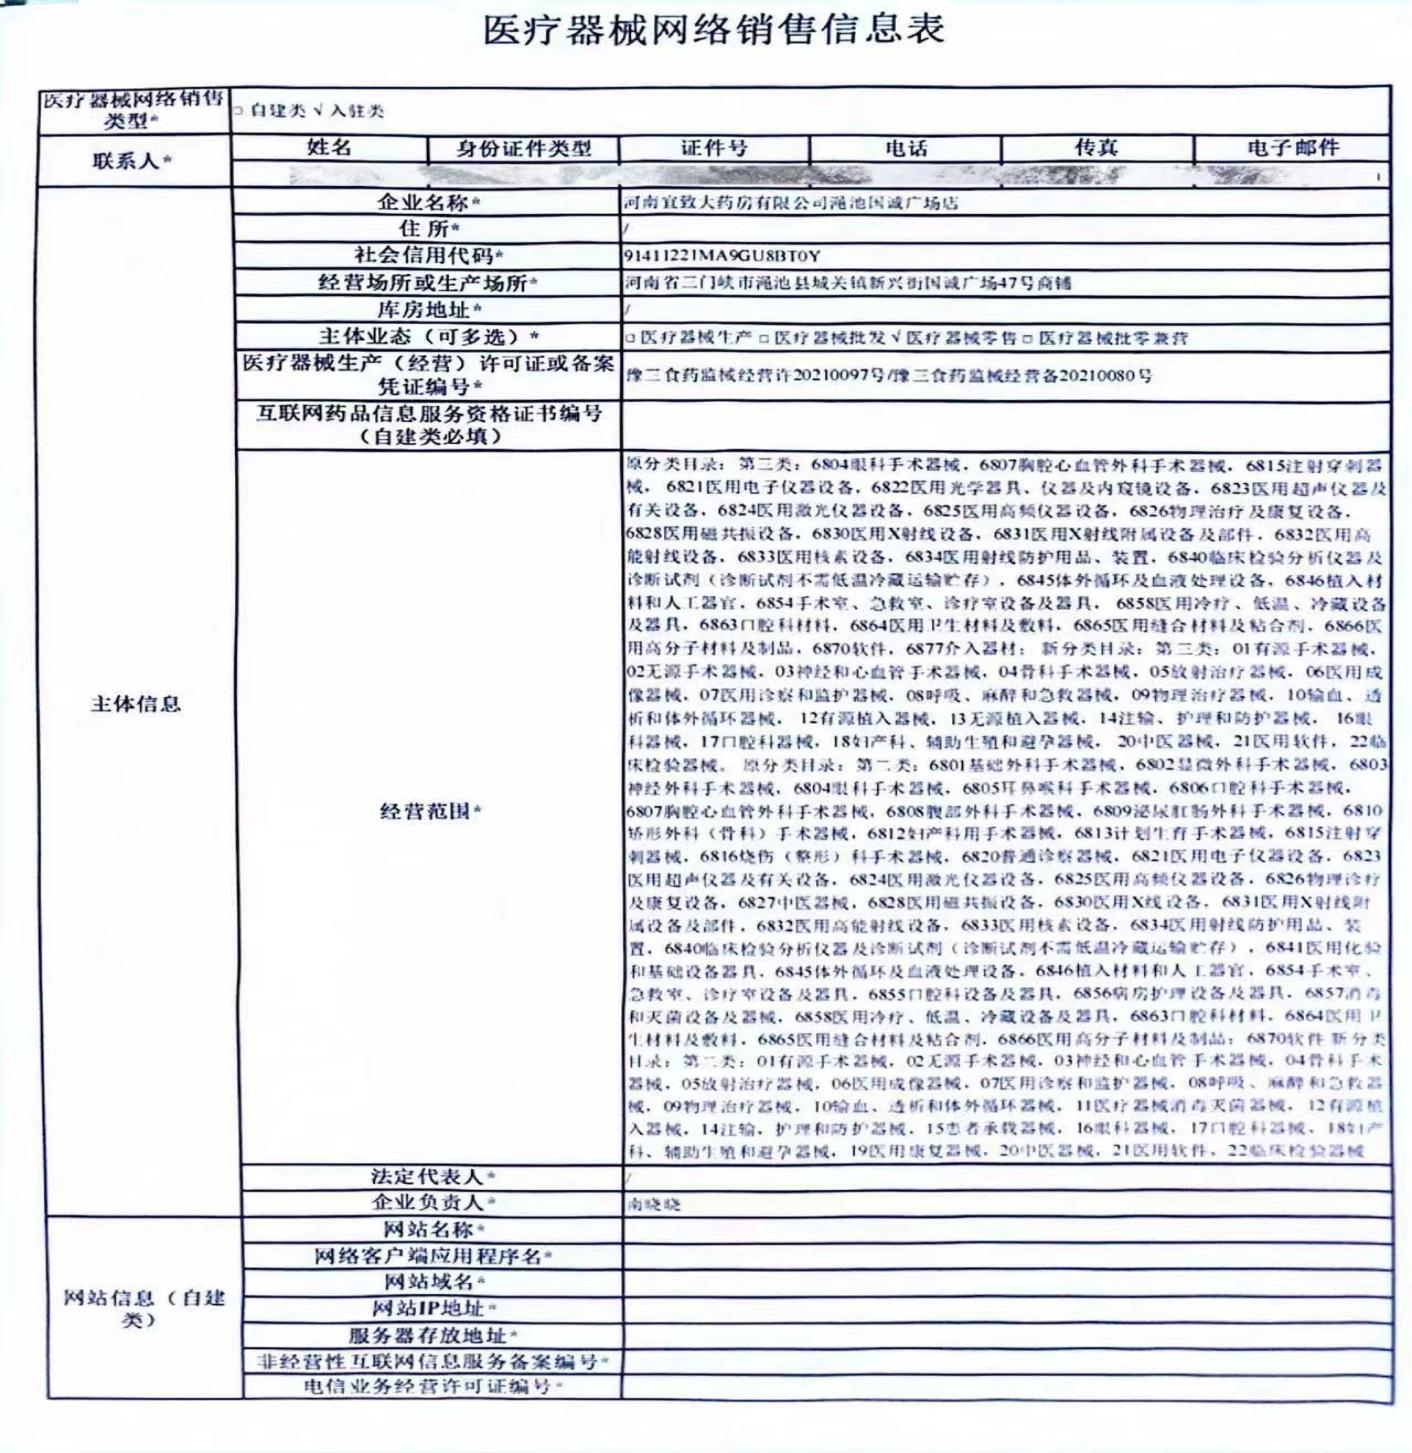 医疗器械网络销售信息表
医疗器械网络销售
类型*
□ 自建类 √ 入驻类
联系人*
姓名 身份证件类型 证件号 电话 传真 电子邮件
主体信息
企业名称* 河南宜致大药房有限公司渑池国诚广场店
住 所* /
社会信用代码* 91411221MA9GU8BT0Y
经营场所或生产场所* 河南省三门峡市渑池县城关镇新兴街国诚广场47号商铺
库房地址* /
主体业态（可多选）* □ 医疗器械生产 □ 医疗器械批发 √ 医疗器械零售 □ 医疗器械批零兼营
医疗器械生产（经营）许可证或备案
凭证编号*
豫三食药监械经营许20210097号/豫三食药监械经营备20210080号
互联网药品信息服务资格证书编号
（自建类必填）
经营范围*
原分类目录：第三类：6804眼科手术器械，6807胸腔心血管外科手术器械，6815注射穿刺器
械，6821医用电子仪器设备，6822医用光学器具、仪器及内窥镜设备，6823医用超声仪器及
有关设备，6824医用激光仪器设备，6825医用高频仪器设备，6826物理治疗及康复设备，
6828医用磁共振设备，6830医用X射线设备，6831医用X射线附属设备及部件，6832医用高
能射线设备，6833医用核素设备，6834医用射线防护用品、装置，6840临床检验分析仪器及
诊断试剂（诊断试剂不需低温冷藏运输贮存），6845体外循环及血液处理设备，6846植入材
料和人工器官，6854手术室、急救室、诊疗室设备及器具，6858医用冷疗、低温、冷藏设备
及器具，6863口腔科材料，6864医用卫生材料及敷料，6865医用缝合材料及粘合剂，6866医
用高分子材料及制品，6870软件，6877介入器材； 新分类目录：第三类：01有源手术器械，
02无源手术器械，03神经和心血管手术器械，04骨科手术器械，05放射治疗器械，06医用成
像器械，07医用诊察和监护器械，08呼吸、麻醉和急救器械，09物理治疗器械，10输血、透
析和体外循环器械，12有源植入器械，13无源植入器械，14注输、护理和防护器械，16眼
科器械，17口腔科器械，18妇产科、辅助生殖和避孕器械，20中医器械，21医用软件，22临
床检验器械。 原分类目录：第二类：6801基础外科手术器械，6802显微外科手术器械，6803
神经外科手术器械，6804眼科手术器械，6805耳鼻喉科手术器械，6806口腔科手术器械，
6807胸腔心血管外科手术器械，6808腹部外科手术器械，6809泌尿肛肠外科手术器械，6810
矫形外科（骨科）手术器械，6812妇产科用手术器械，6813计划生育手术器械，6815注射穿
刺器械，6816烧伤（整形）科手术器械，6820普通诊察器械，6821医用电子仪器设备，6823
医用超声仪器及有关设备，6824医用激光仪器设备，6825医用高频仪器设备，6826物理诊疗
及康复设备，6827中医器械，6828医用磁共振设备，6830医用X线设备，6831医用X射线附
属设备及部件，6832医用高能射线设备，6833医用核素设备，6834医用射线防护用品、装
置，6840临床检验分析仪器及诊断试剂（诊断试剂不需低温冷藏运输贮存），6841医用化验
和基础设备器具，6845体外循环及血液处理设备，6846植入材料和人工器官，6854手术室、
急救室、诊疗室设备及器具，6855口腔科设备及器具，6856病房护理设备及器具，6857消毒
和灭菌设备及器械，6858医用冷疗、低温、冷藏设备及器具，6863口腔科材料，6864医用卫
生材料及敷料，6865医用缝合材料及粘合剂，6866医用高分子材料及制品；6870软件 新分类
目录：第二类：01有源手术器械，02无源手术器械，03神经和心血管手术器械，04骨科手术
器械，05放射治疗器械，06医用成像器械，07医用诊察和监护器械，08呼吸、麻醉和急救器
械，09物理治疗器械，10输血、透析和体外循环器械，11医疗器械消毒灭菌器械，12有源植
入器械，14注输，护理和防护器械，15患者承载器械，16眼科器械，17口腔科器械，18妇产
科、辅助生殖和避孕器械，19医用康复器械，20中医器械，21医用软件，22临床检验器械
法定代表人* /
企业负责人* 南晓晓
网站信息（自建
类）
网站名称*
网络客户端应用程序名*
网站域名*
网站IP地址*
服务器存放地址*
非经营性互联网信息服务备案编号*
电信业务经营许可证编号*